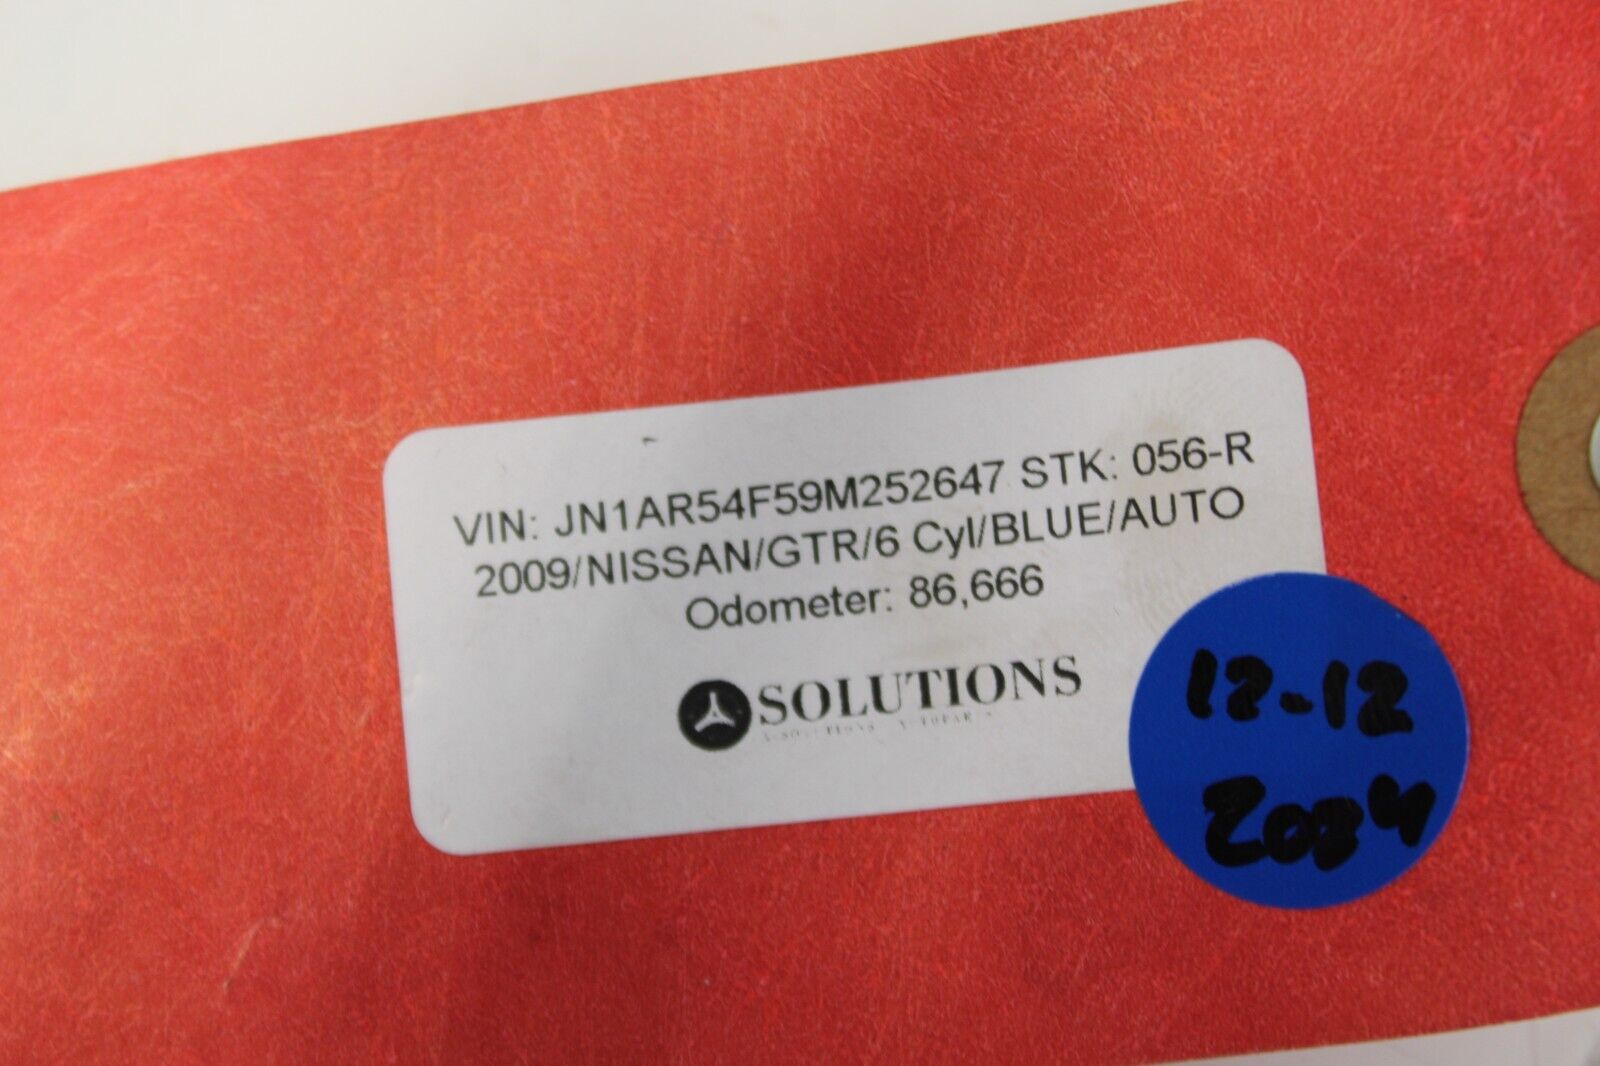 VIN: JN1AR54F59M252647 STK: 056-R
2009/NISSAN/GTR/6 Cyl/BLUE/AUTO
Odometer: 86,666
SOLUTIONS
12-12
2024